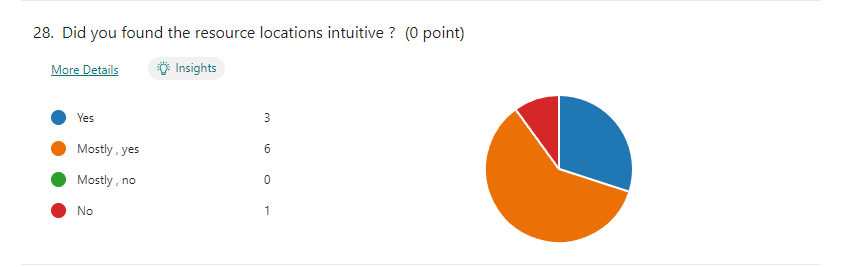 28. Did you found the resource locations intuitive ? (0 point)
More Details Insights
Yes 3
Mostly , yes 6
Mostly , no 0
No 1